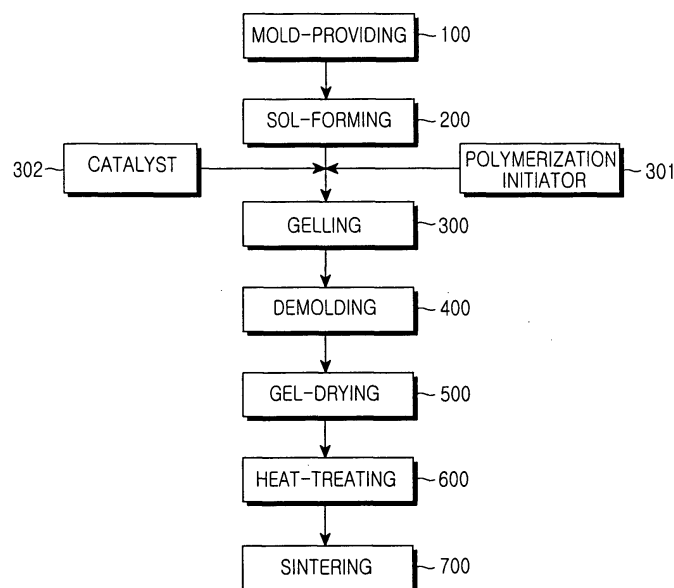 MOLD-PROVIDING
100
SOL-FORMING
200
302
CATALYST
POLYMERIZATION
INITIATOR
301
GELLING
300
DEMOLDING
400
GEL-DRYING
500
HEAT-TREATING
600
SINTERING
700